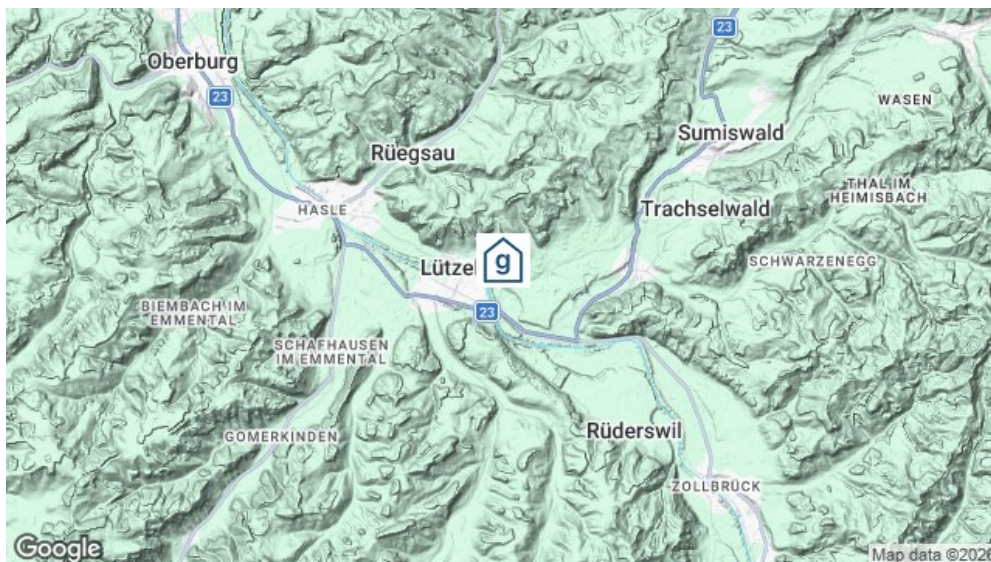 Oberburg
23
23
WASEN
Sumiswald
Rüegsau
THAL IM
HEIMISBACH
HASLE
Trachselwald
Lützel
g
SCHWARZENEGG
BIEMBACH IM
EMMENTAL
23
SCHAFHAUSEN
IM EMMENTAL
GOMERKINDEN
Rüderswil
ZOLLBRÜCK
Google
Map data ©2026